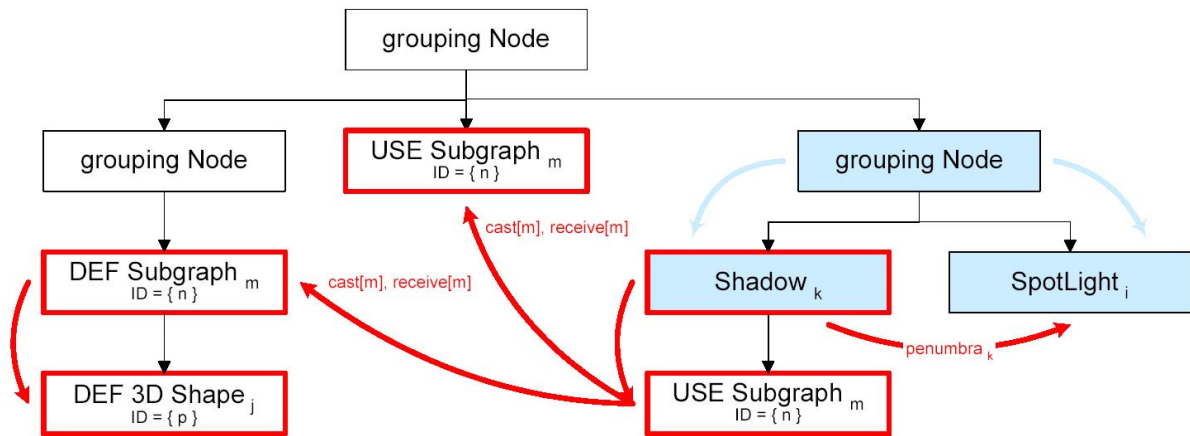 grouping Node
grouping Node
USE Subgraph m
ID = { n }
grouping Node
cast[m], receive[m]
DEF Subgraph m
ID = { n }
cast[m], receive[m]
Shadow k
SpotLight i
penumbra k
DEF 3D Shape j
ID = { p }
USE Subgraph m
ID = { n }